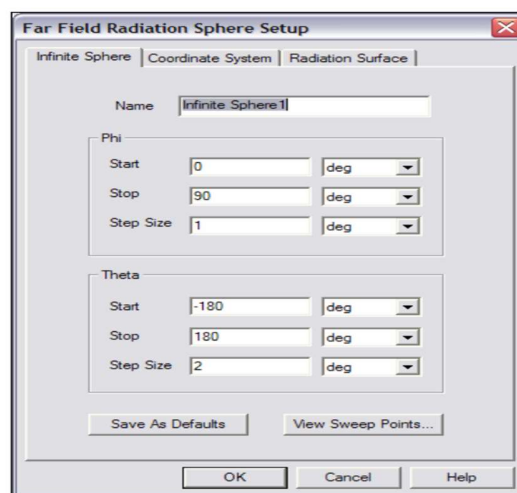 Far Field Radiation Sphere Setup
Infinite Sphere Coordinate System Radiation Surface
Name Infinite Sphere1
Phi
Start 0 deg
Stop 90 deg
Step Size 1 deg
Theta
Start -180 deg
Stop 180 deg
Step Size 2 deg
Save As Defaults View Sweep Points...
OK Cancel Help